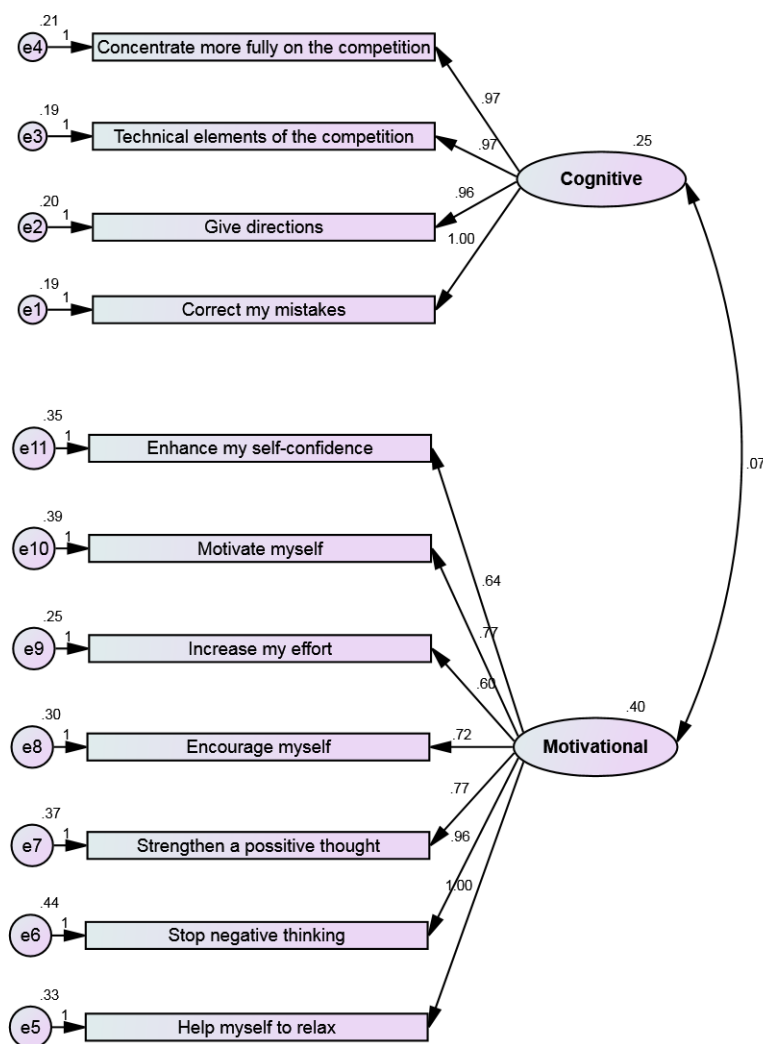 .21
e4 1 Concentrate more fully on the competition
.97
.19
e3 1 Technical elements of the competition
.97
.25
Cognitive
.20
e2 1 Give directions
.96
.19
e1 1 Correct my mistakes
1.00
.07
.35
e11 1 Enhance my self-confidence
.64
.39
e10 1 Motivate myself
.77
.25
e9 1 Increase my effort
.60
.30
e8 1 Encourage myself
.72
.40
Motivational
.37
e7 1 Strengthen a possitive thought
.77
.44
e6 1 Stop negative thinking
.96
.33
e5 1 Help myself to relax
1.00